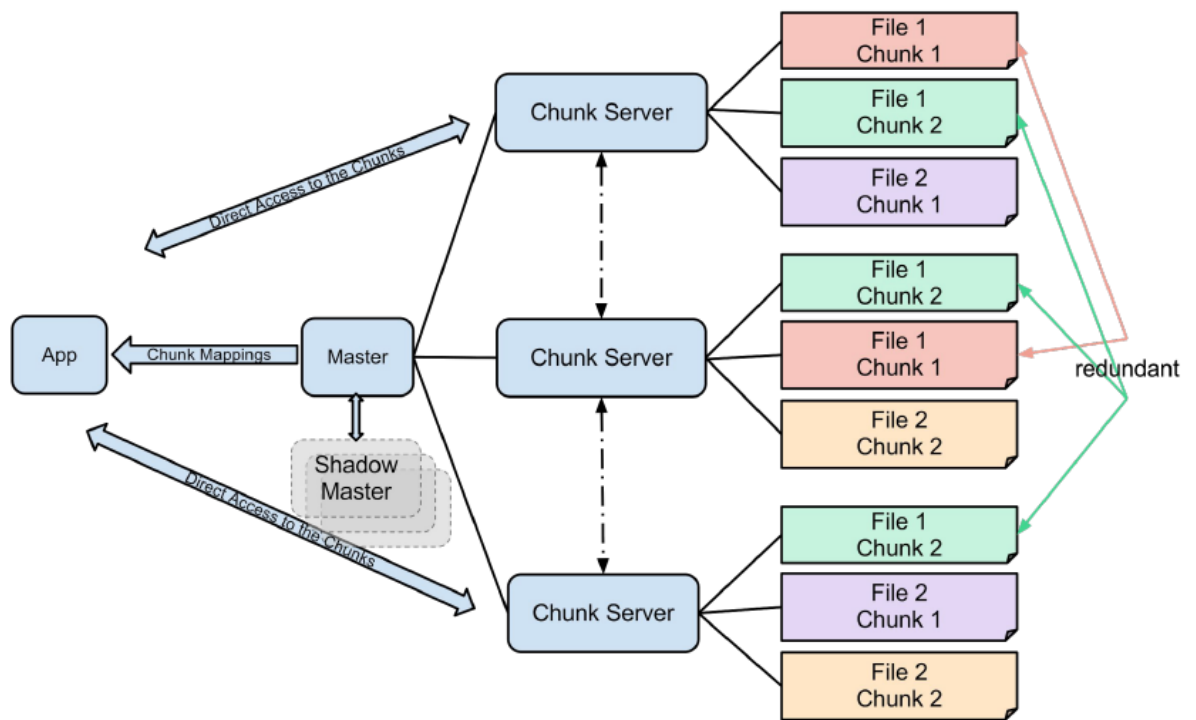 File 1
Chunk 1
Chunk Server
File 1
Chunk 2
Direct Access to the Chunks
File 2
Chunk 1
File 1
Chunk 2
App
Chunk Mappings
Master
Chunk Server
File 1
Chunk 1
redundant
File 2
Chunk 2
Shadow
Master
Direct Access to the Chunks
File 1
Chunk 2
Chunk Server
File 2
Chunk 1
File 2
Chunk 2